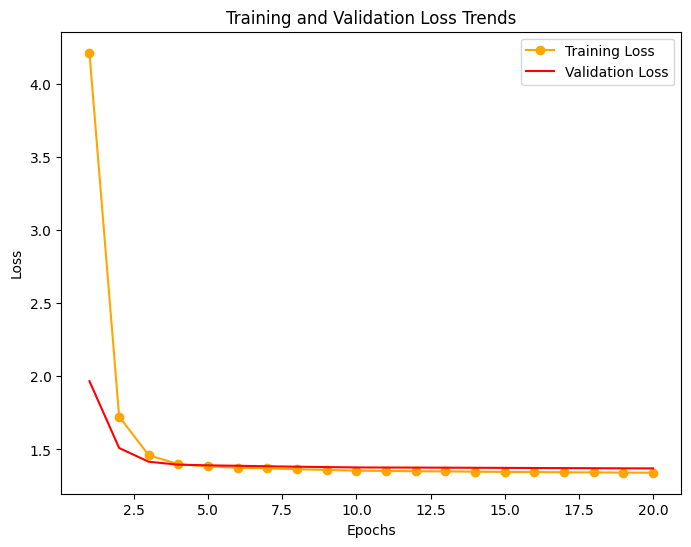 Training and Validation Loss Trends
Training Loss
Validation Loss
4.0
3.5
3.0
2.5
2.0
1.5
Loss
2.5 5.0 7.5 10.0 12.5 15.0 17.5 20.0
Epochs